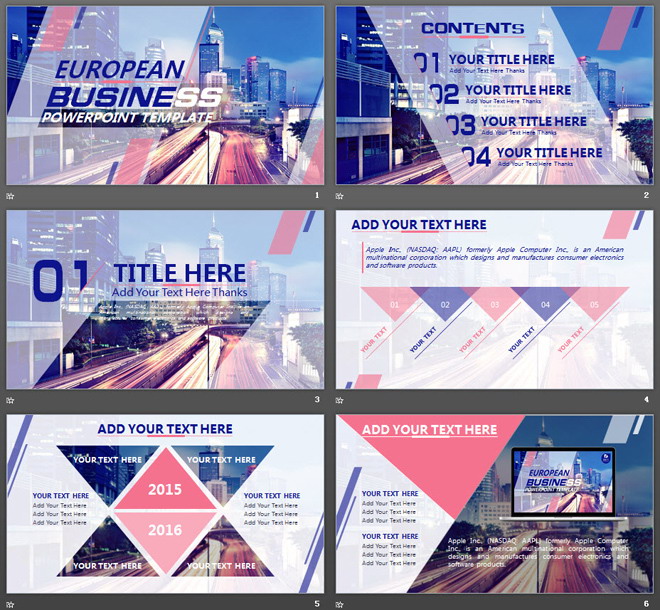 EUROPEAN
BUSINESS
POWERPOINT TEMPLATE
1
CONTENTS
01 YOUR TITLE HERE
Add Your Text Here Thanks
02 YOUR TITLE HERE
Add Your Text Here Thanks
03 YOUR TITLE HERE
Add Your Text Here Thanks
04 YOUR TITLE HERE
Add Your Text Here Thanks
2
01
TITLE HERE
Add Your Text Here Thanks
3
ADD YOUR TEXT HERE
Apple Inc. (NASDAQ: AAPL) formerly Apple Computer Inc., is an American
multinational corporation which designs and manufactures consumer electronics
and software products.
01 02 03 04 05
YOUR TEXT YOUR TEXT YOUR TEXT YOUR TEXT YOUR TEXT
4
ADD YOUR TEXT HERE
YOUR TEXT HERE YOUR TEXT HERE
2015
YOUR TEXT HERE
Add Your Text Here
Add Your Text Here
Add Your Text Here
YOUR TEXT HERE
Add Your Text Here
Add Your Text Here
Add Your Text Here
2016
YOUR TEXT HERE YOUR TEXT HERE
5
ADD YOUR TEXT HERE
EUROPEAN
BUSINESS
POWERPOINT TEMPLATE
YOUR TEXT HERE
Add Your Text Here
Add Your Text Here
Add Your Text Here
YOUR TEXT HERE
Add Your Text Here
Add Your Text Here
Add Your Text Here
Apple Inc. (NASDAQ AAPL) formerly Apple Computer
Inc., is an American multinational corporation which
designs and manufactures consumer electronics and
software products.
6